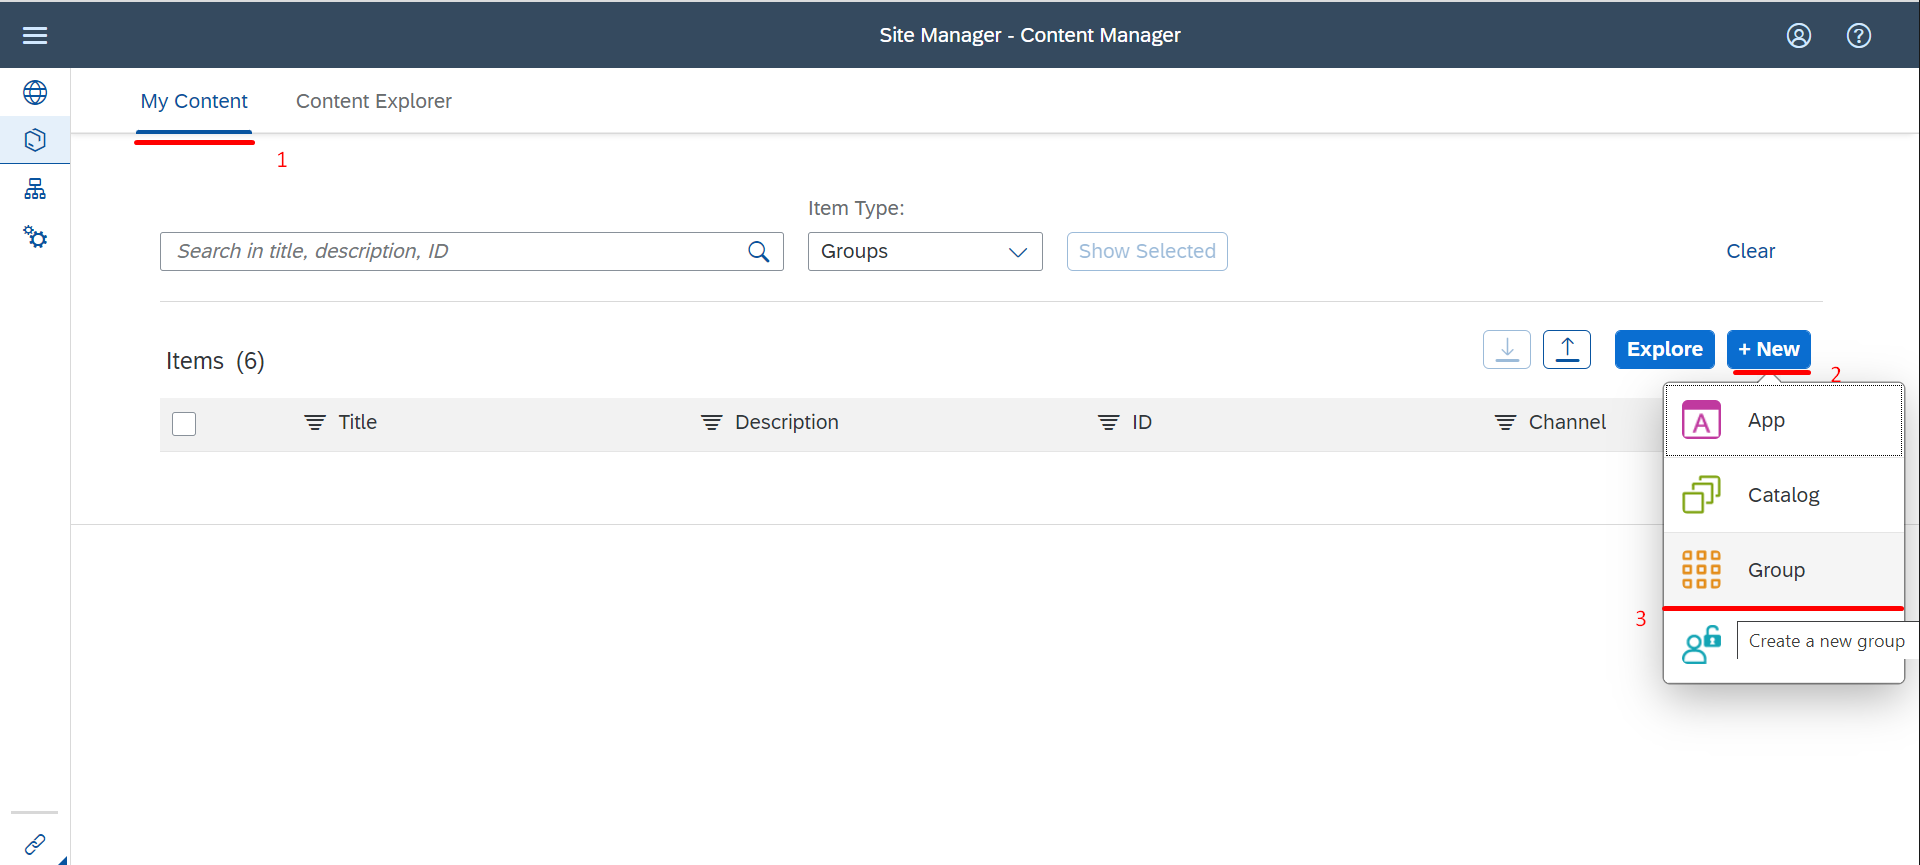 Site Manager - Content Manager
My Content
Content Explorer
1
Item Type:
Search in title, description, ID
Groups
Show Selected
Clear
Items (6)
Explore
+ New
2
Title
Description
ID
Channel
A
App
Catalog
Group
3
Create a new group